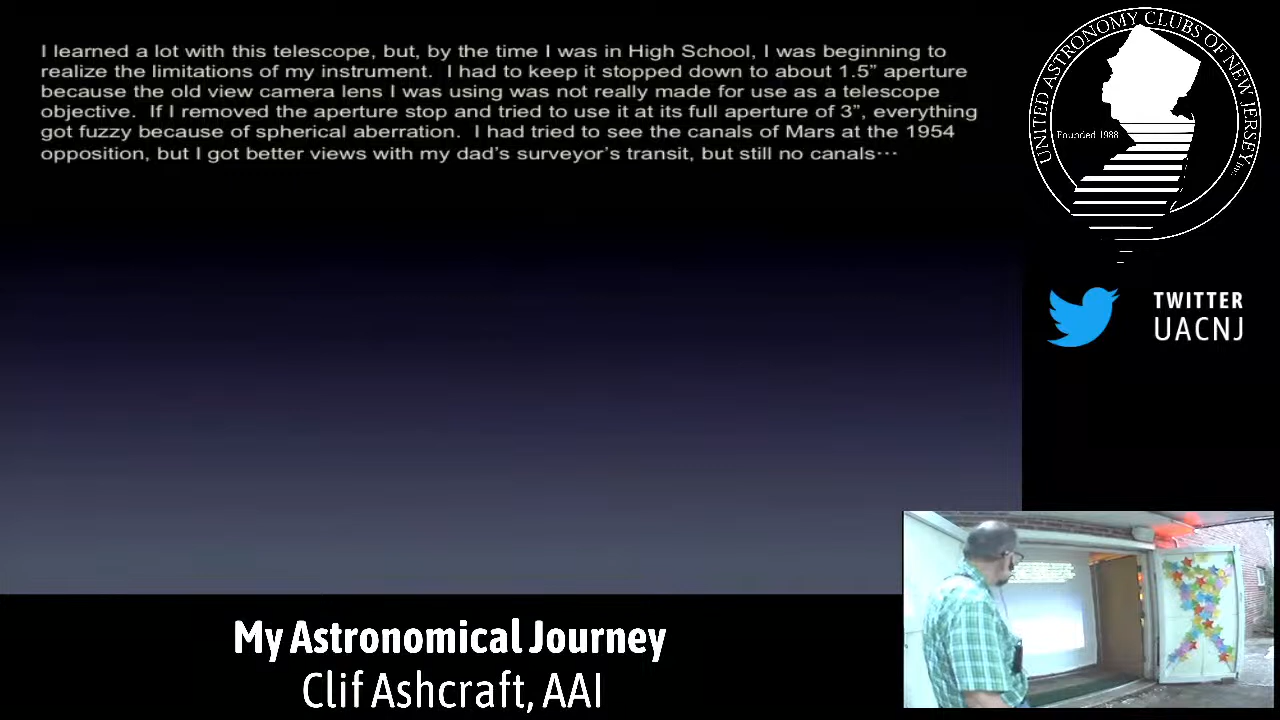 I learned a lot with this telescope, but, by the time I was in High School, I was beginning to
realize the limitations of my instrument.  I had to keep it stopped down to about 1.5” aperture
because the old view camera lens I was using was not really made for use as a telescope
objective.  If I removed the aperture stop and tried to use it at its full aperture of 3”, everything
got fuzzy because of spherical aberration.  I had tried to see the canals of Mars at the 1954
opposition, but I got better views with my dad’s surveyor’s transit, but still no canals···
UNITED ASTRONOMY CLUBS OF NEW JERSEY Inc.
Founded 1988
TWITTER
UACNJ
My Astronomical Journey
Clif Ashcraft, AAI